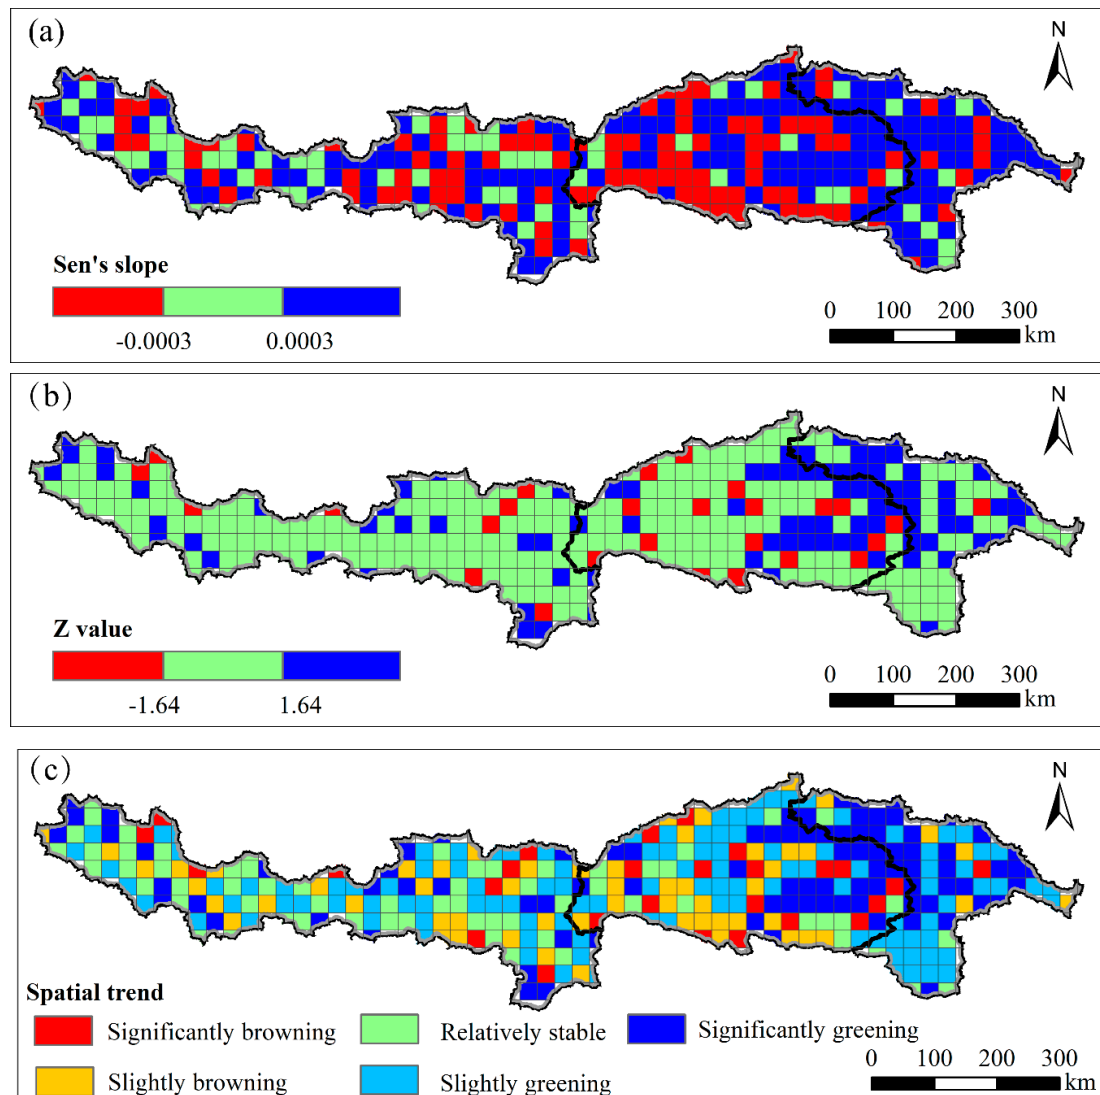 (a)
N
Sen's slope
-0.0003 0.0003
0 100 200 300
km
(b)
N
Z value
-1.64 1.64
0 100 200 300
km
(c)
N
Spatial trend
Significantly browning Relatively stable Significantly greening
Slightly browning Slightly greening
0 100 200 300
km